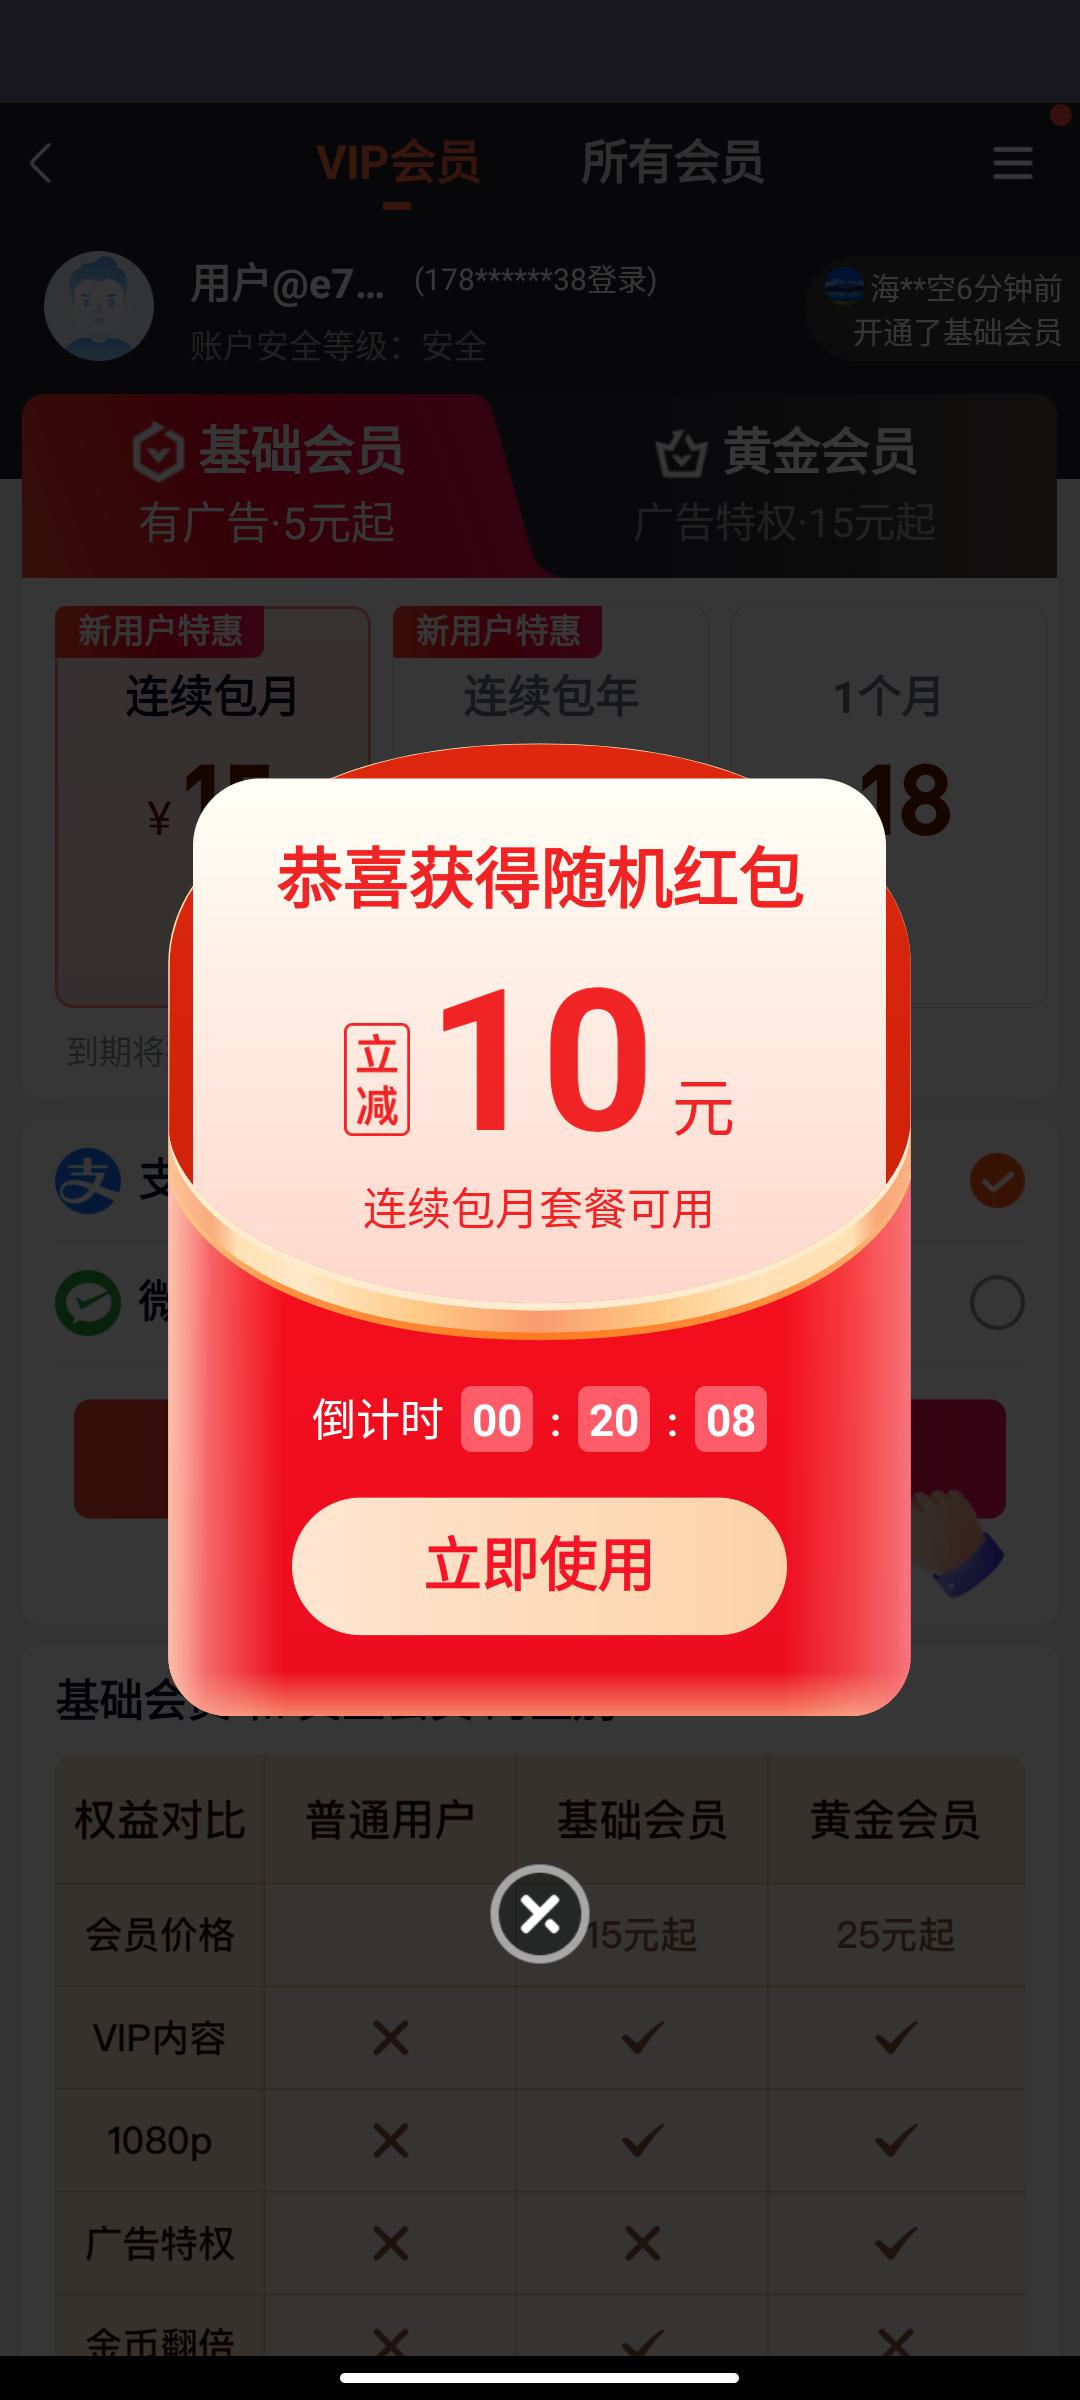 VIP会员 所有会员
用户@e7... (178******38登录)
账户安全等级：安全
海**空6分钟前
开通了基础会员
基础会员
有广告·5元起
黄金会员
广告特权·15元起
新用户特惠
连续包月
¥
新用户特惠
连续包年
1个月
18
恭喜获得随机红包
立减 10 元
连续包月套餐可用
到期将
支
微
倒计时 00 : 20 : 08
立即使用
权益对比 普通用户 基础会员 黄金会员
会员价格 15元起 25元起
VIP内容
1080p
广告特权
金币翻倍